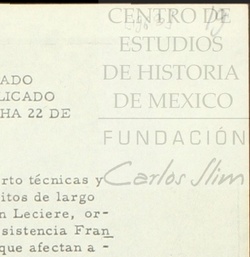 CENTRO DE
ESTUDIOS
DE HISTORIA
DE MEXICO
FUNDACIÓN
Carlos Slim
ADO
LICADO
HA 22 DE
rto técnicas y
itos de largo
n Leciere, or-
sistencia Fran
que afectan a -